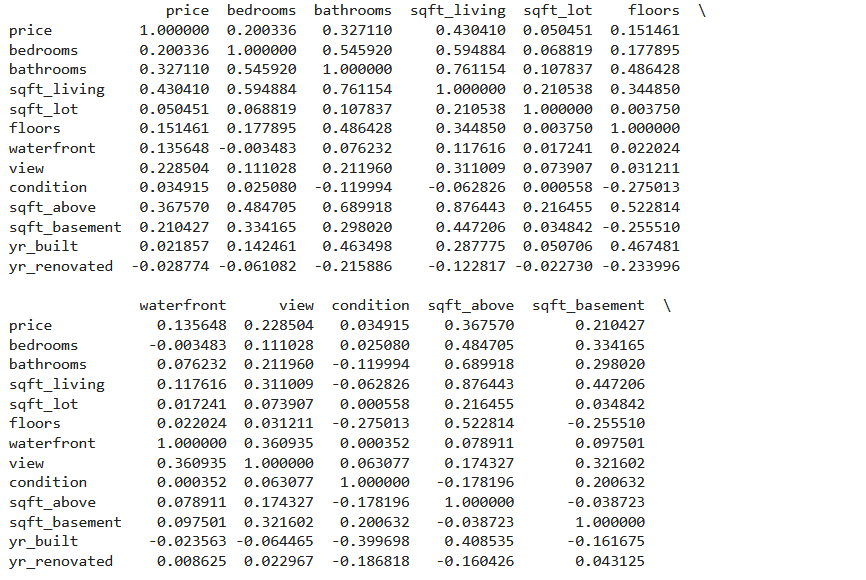 price  bedrooms  bathrooms  sqft_living  sqft_lot    floors  \
price          1.000000  0.200336   0.327110     0.430410  0.050451  0.151461
bedrooms       0.200336  1.000000   0.545920     0.594884  0.068819  0.177895
bathrooms      0.327110  0.545920   1.000000     0.761154  0.107837  0.486428
sqft_living    0.430410  0.594884   0.761154     1.000000  0.210538  0.344850
sqft_lot       0.050451  0.068819   0.107837     0.210538  1.000000  0.003750
floors         0.151461  0.177895   0.486428     0.344850  0.003750  1.000000
waterfront     0.135648 -0.003483   0.076232     0.117616  0.017241  0.022024
view           0.228504  0.111028   0.211960     0.311009  0.073907  0.031211
condition      0.034915  0.025080  -0.119994    -0.062826  0.000558 -0.275013
sqft_above     0.367570  0.484705   0.689918     0.876443  0.216455  0.522814
sqft_basement  0.210427  0.334165   0.298020     0.447206  0.034842 -0.255510
yr_built       0.021857  0.142461   0.463498     0.287775  0.050706  0.467481
yr_renovated  -0.028774 -0.061082  -0.215886    -0.122817 -0.022730 -0.233996

               waterfront      view  condition  sqft_above  sqft_basement  \
price            0.135648  0.228504   0.034915    0.367570       0.210427
bedrooms        -0.003483  0.111028   0.025080    0.484705       0.334165
bathrooms        0.076232  0.211960  -0.119994    0.689918       0.298020
sqft_living      0.117616  0.311009  -0.062826    0.876443       0.447206
sqft_lot         0.017241  0.073907   0.000558    0.216455       0.034842
floors           0.022024  0.031211  -0.275013    0.522814      -0.255510
waterfront       1.000000  0.360935   0.000352    0.078911       0.097501
view             0.360935  1.000000   0.063077    0.174327       0.321602
condition        0.000352  0.063077   1.000000   -0.178196       0.200632
sqft_above       0.078911  0.174327  -0.178196    1.000000      -0.038723
sqft_basement    0.097501  0.321602   0.200632   -0.038723       1.000000
yr_built        -0.023563 -0.064465  -0.399698    0.408535      -0.161675
yr_renovated     0.008625  0.022967  -0.186818   -0.160426       0.043125